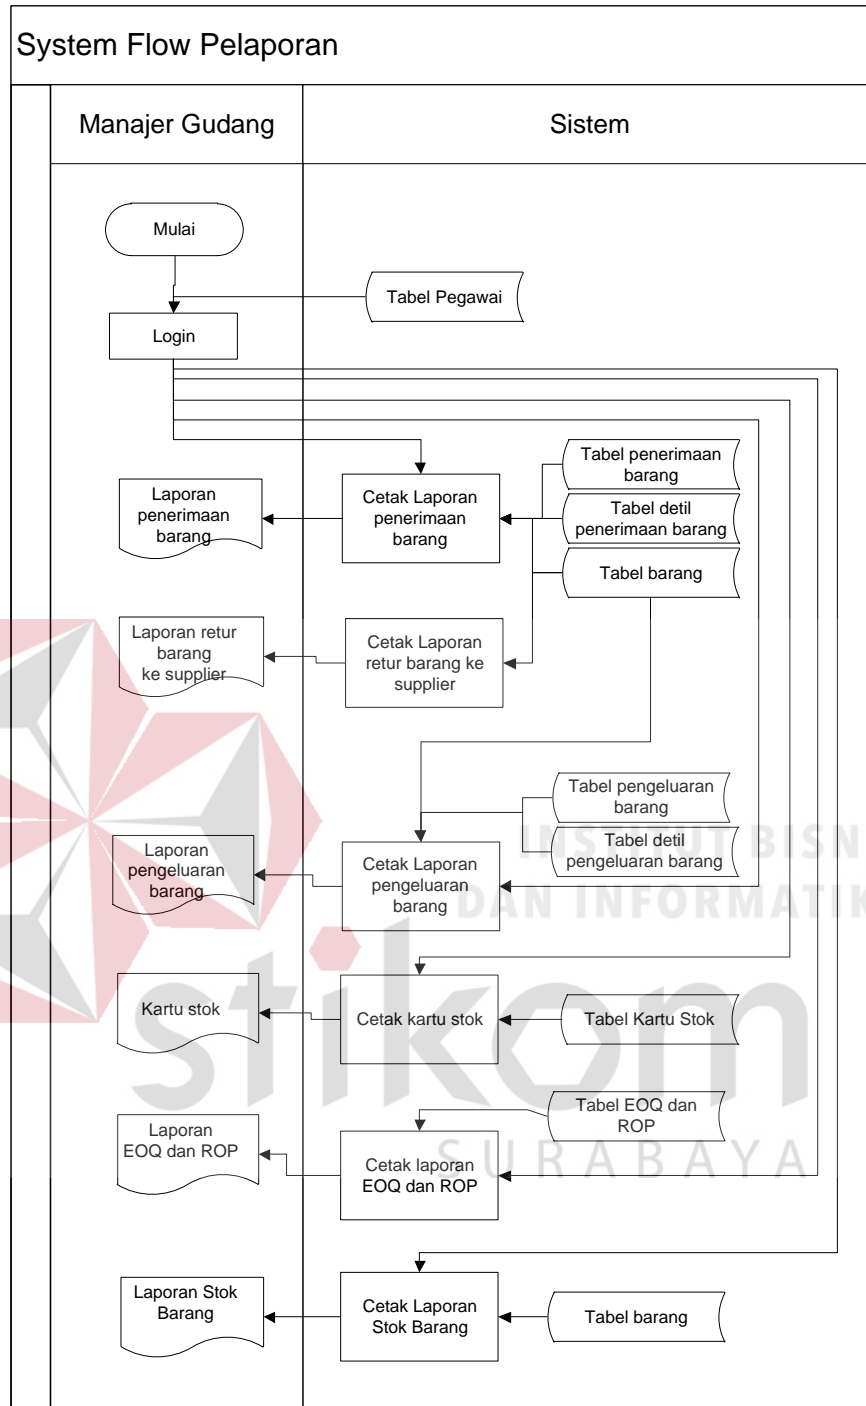 System Flow Pelaporan
Manajer Gudang
Sistem
Mulai
Tabel Pegawai
Login
Tabel penerimaan
barang
Laporan
penerimaan
barang
Cetak Laporan
penerimaan
barang
Tabel detil
penerimaan barang
Tabel barang
Laporan retur
barang
ke supplier
Cetak Laporan
retur barang ke
supplier
Tabel pengeluaran
barang
Tabel detil
pengeluaran barang
Laporan
pengeluaran
barang
Cetak Laporan
pengeluaran
barang
INSTITUT BISN
DAN INFORMATIK
Kartu stok
Cetak kartu stok
Tabel Kartu Stok
stikom
Tabel EOQ dan
ROP
Laporan
EOQ dan ROP
Cetak laporan
EOQ dan ROP
SURABAYA
Laporan Stok
Barang
Cetak Laporan
Stok Barang
Tabel barang